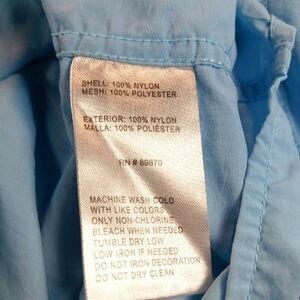 SHELL: 100% NYLON
MESH: 100% POLYESTER
EXTERIOR: 100% NYLON
MALLA: 100% POLIÉSTER
RN # 89870
MACHINE WASH COLD
WITH LIKE COLORS
ONLY NON-CHLORINE
BLEACH WHEN NEEDED
TUMBLE DRY LOW
LOW IRON IF NEEDED
DO NOT IRON DECORATION
DO NOT DRY CLEAN